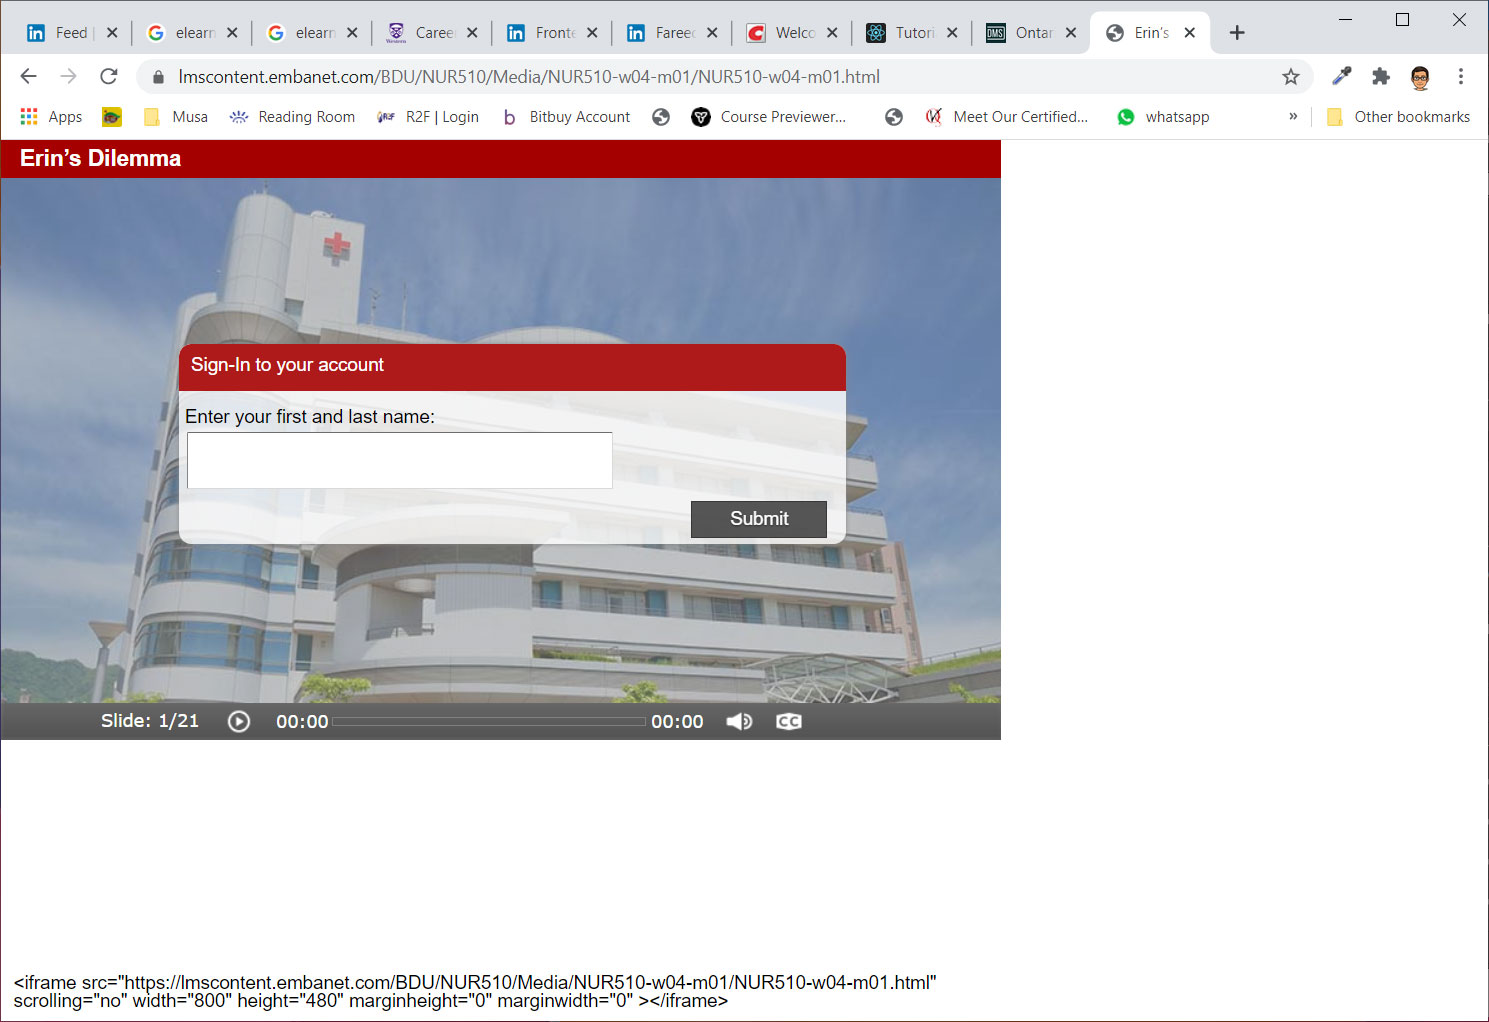 Feed
elearn
elearn
Caree
Fronte
Fareed
Welco
Tutori
DMS
Ontar
Erin's
lmscontent.embanet.com/BDU/NUR510/Media/NUR510-w04-m01/NUR510-w04-m01.html
Apps
Musa
Reading Room
R2F | Login
b Bitbuy Account
Course Previewer...
Meet Our Certified...
whatsapp
»
Other bookmarks
Erin’s Dilemma
Sign-In to your account
Enter your first and last name:
Submit
Slide: 1/21 00:00 00:00 CC
<iframe src="https://lmscontent.embanet.com/BDU/NUR510/Media/NUR510-w04-m01/NUR510-w04-m01.html"
scrolling="no" width="800" height="480" marginheight="0" marginwidth="0" ></iframe>